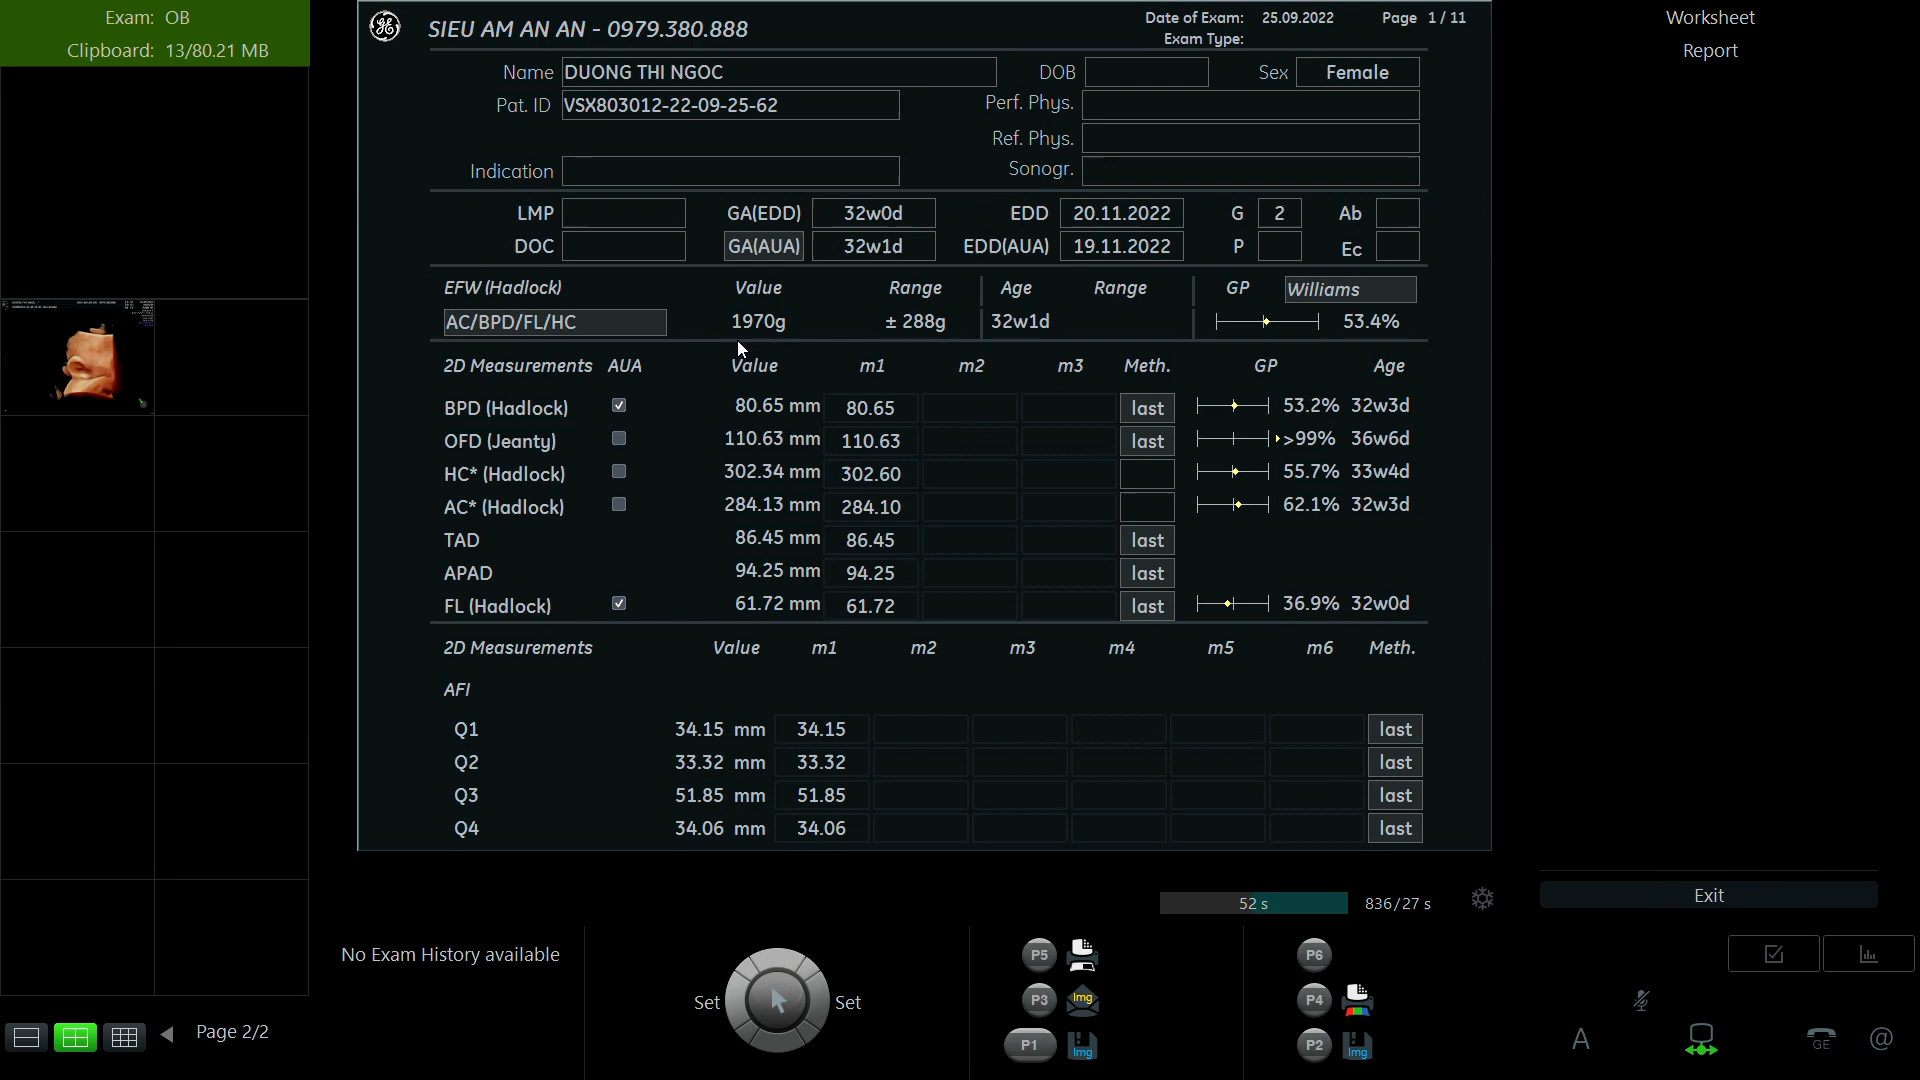 Exam: OB
Clipboard: 13/80.21 MB
SIEU AM AN AN - 0979.380.888
Date of Exam: 25.09.2022 Page 1 / 11
Exam Type:
Worksheet
Report
Name DUONG THI NGOC DOB Sex Female
Pat. ID VSX803012-22-09-25-62 Perf. Phys.
Ref. Phys.
Indication Sonogr.
LMP GA(EDD) 32w0d EDD 20.11.2022 G 2 Ab
DOC GA(AUA) 32w1d EDD(AUA) 19.11.2022 P Ec
EFW (Hadlock) Value Range Age Range GP Williams
AC/BPD/FL/HC 1970g ± 288g 32w1d 53.4%
2D Measurements AUA Value m1 m2 m3 Meth. GP Age
BPD (Hadlock) 80.65 mm 80.65 last 53.2% 32w3d
OFD (Jeanty) 110.63 mm 110.63 last >99% 36w6d
HC* (Hadlock) 302.34 mm 302.60 55.7% 33w4d
AC* (Hadlock) 284.13 mm 284.10 62.1% 32w3d
TAD 86.45 mm 86.45 last
APAD 94.25 mm 94.25 last
FL (Hadlock) 61.72 mm 61.72 last 36.9% 32w0d
2D Measurements Value m1 m2 m3 m4 m5 m6 Meth.
AFI
Q1 34.15 mm 34.15 last
Q2 33.32 mm 33.32 last
Q3 51.85 mm 51.85 last
Q4 34.06 mm 34.06 last
52 s 836/27 s
Exit
No Exam History available
Set Set
P5 P6
P3 Img P4
P1 Img P2 Img
A GE @
Page 2/2